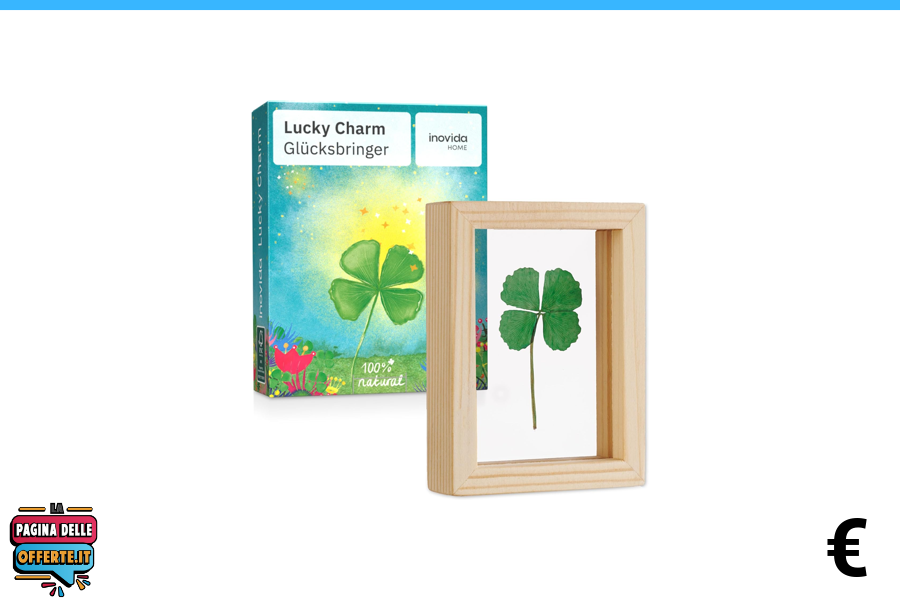 Lucky Charm
Glücksbringer
inovida
HOME
inovida Lucky Charm
100%
natural
LA
PAGINA DELLE
OFFERTE.IT
€